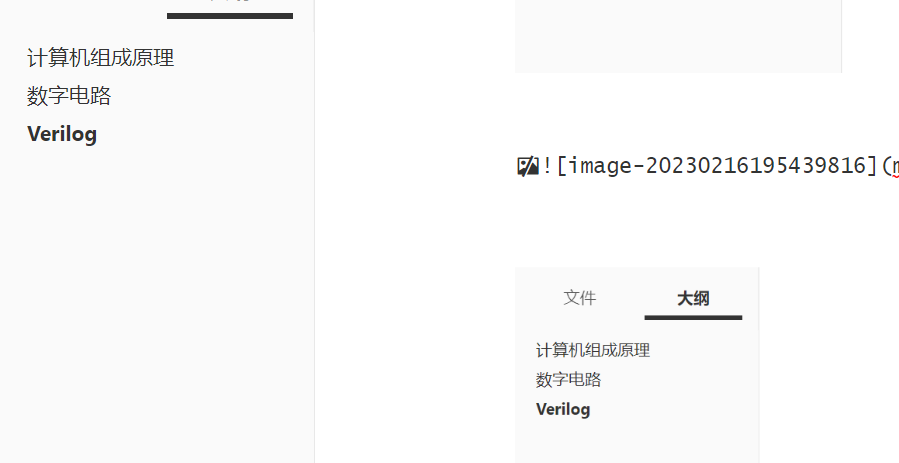 计算机组成原理
数字电路
Verilog
![image-20230216195439816](m
文件 大纲
计算机组成原理
数字电路
Verilog